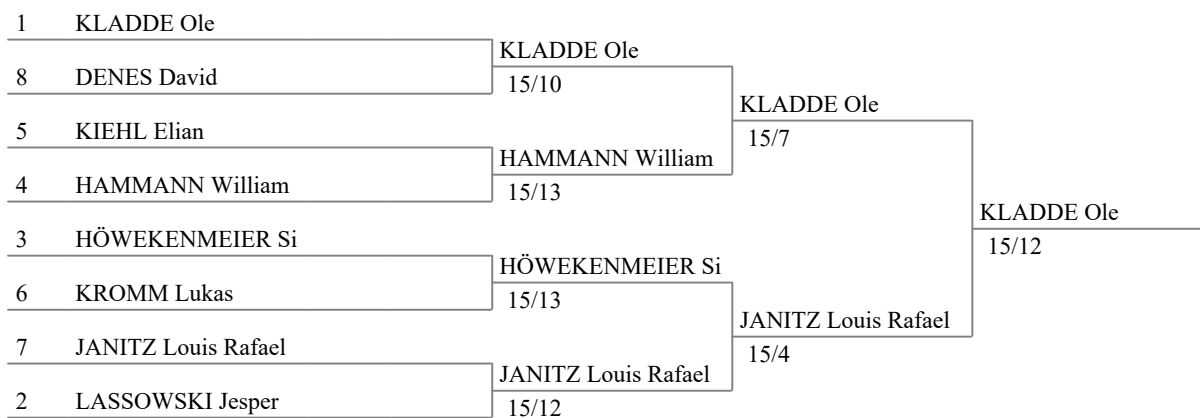 1 KLADDE Ole
8 DENES David
5 KIEHL Elian
4 HAMMANN William
3 HÖWEKENMEIER Si
6 KROMM Lukas
7 JANITZ Louis Rafael
2 LASSOWSKI Jesper
KLADDE Ole
15/10
HAMMANN William
15/13
HÖWEKENMEIER Si
15/13
JANITZ Louis Rafael
15/12
KLADDE Ole
15/7
JANITZ Louis Rafael
15/4
KLADDE Ole
15/12